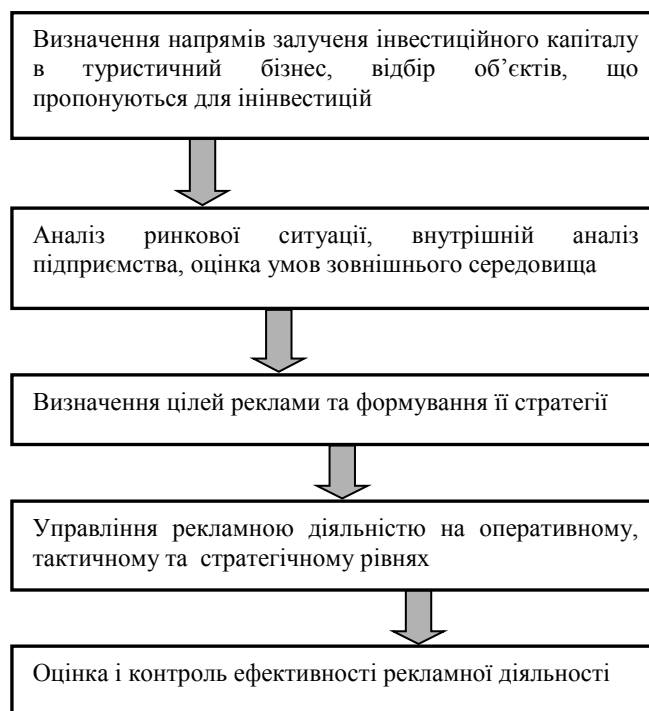 Визначення напрямів залученя інвестиційного капіталу
в туристичний бізнес, відбір об’єктів, що
пропонуються для інінвестицій
Аналіз ринкової ситуації, внутрішній аналіз
підприємства, оцінка умов зовнішнього середовища
Визначення цілей реклами та формування її стратегії
Управління рекламною діяльністю на оперативному,
тактичному та стратегічному рівнях
Оцінка і контроль ефективності рекламної діяльності